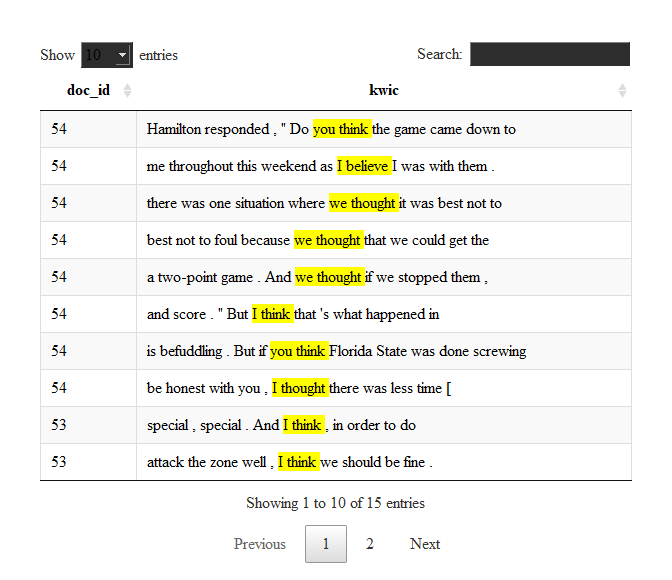 Show 10 entries Search:
doc_id kwic
54 Hamilton responded , " Do you think the game came down to
54 me throughout this weekend as I believe I was with them .
54 there was one situation where we thought it was best not to
54 best not to foul because we thought that we could get the
54 a two-point game . And we thought if we stopped them ,
54 and score . " But I think that 's what happened in
54 is befuddling . But if you think Florida State was done screwing
54 be honest with you , I thought there was less time [
53 special , special . And I think , in order to do
53 attack the zone well , I think we should be fine .
Showing 1 to 10 of 15 entries
Previous 1 2 Next